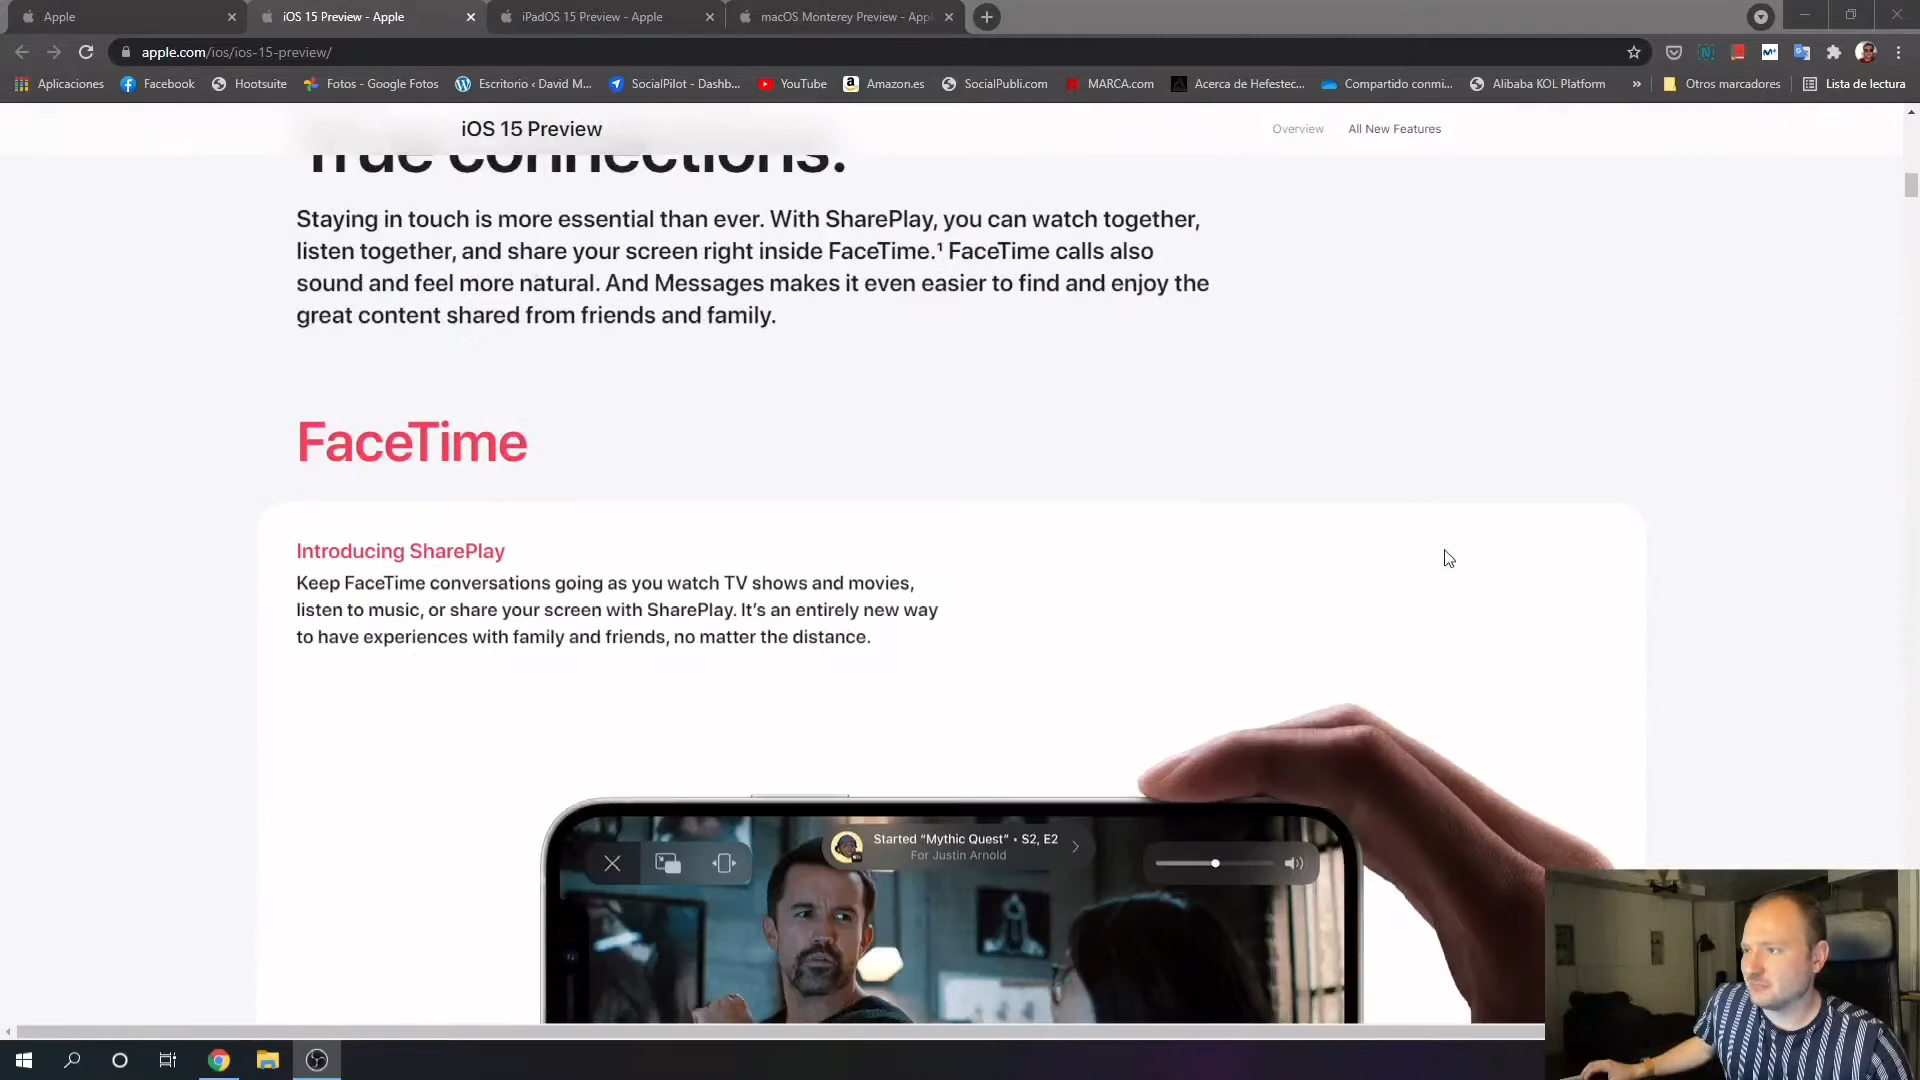 Apple
iOS 15 Preview - Apple
iPadOS 15 Preview - Apple
macOS Monterey Preview - Appl
apple.com/ios/ios-15-preview/
Aplicaciones
Facebook
Hootsuite
Fotos - Google Fotos
Escritorio ‹ David M...
SocialPilot - Dashb...
YouTube
Amazon.es
SocialPubli.com
MARCA.com
Acerca de Hefestec...
Compartido conmi...
Alibaba KOL Platform
»
Otros marcadores
Lista de lectura
iOS 15 Preview
Overview
All New Features
True connections.
Staying in touch is more essential than ever. With SharePlay, you can watch together,
listen together, and share your screen right inside FaceTime.¹ FaceTime calls also
sound and feel more natural. And Messages makes it even easier to find and enjoy the
great content shared from friends and family.
FaceTime
Introducing SharePlay
Keep FaceTime conversations going as you watch TV shows and movies,
listen to music, or share your screen with SharePlay. It’s an entirely new way
to have experiences with family and friends, no matter the distance.
Started “Mythic Quest” • S2, E2
For Justin Arnold